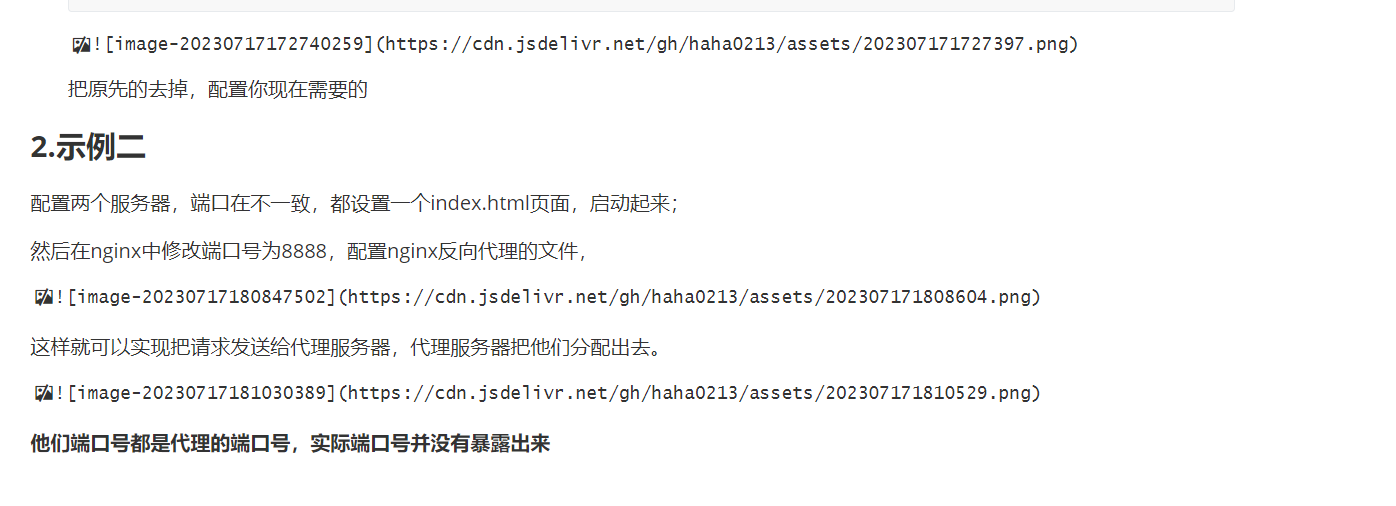 ![image-20230717172740259](https://cdn.jsdelivr.net/gh/haha0213/assets/202307171727397.png)
把原先的去掉，配置你现在需要的
2.示例二
配置两个服务器，端口在不一致，都设置一个index.html页面，启动起来；
然后在nginx中修改端口号为8888，配置nginx反向代理的文件，
![image-20230717180847502](https://cdn.jsdelivr.net/gh/haha0213/assets/202307171808604.png)
这样就可以实现把请求发送给代理服务器，代理服务器把他们分配出去。
![image-20230717181030389](https://cdn.jsdelivr.net/gh/haha0213/assets/202307171810529.png)
他们端口号都是代理的端口号，实际端口号并没有暴露出来